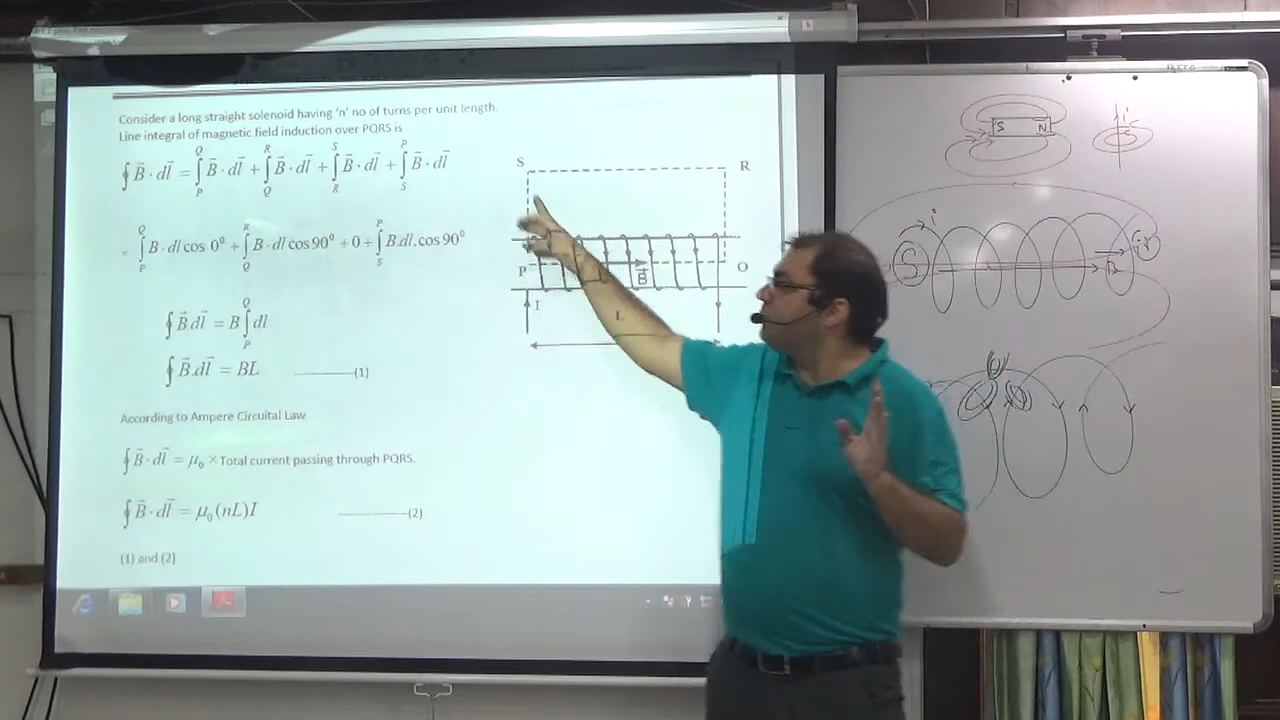 Consider a long straight solenoid having 'n' no of turns per unit length.
Line integral of magnetic field induction over PQRS is
∮ B⃗ · dl⃗ = ∫_P^Q B⃗ · dl⃗ + ∫_Q^R B⃗ · dl⃗ + ∫_R^S B⃗ · dl⃗ + ∫_S^P B⃗ · dl⃗
= ∫_P^Q B · dl cos 0⁰ + ∫_Q^R B · dl cos 90⁰ + 0 + ∫_S^P B.dl.cos 90⁰
∮ B⃗ dl⃗ = B ∫_P^Q dl
∮ B⃗.dl⃗ = BL ————(1)
According to Ampere Circuital Law
∮ B⃗ · dl⃗ = μ₀ × Total current passing through PQRS.
∮ B⃗ · dl⃗ = μ₀(nL)I ————(2)
(1) and (2)
S R
P B⃗ Q
I L
S N i
i
S B